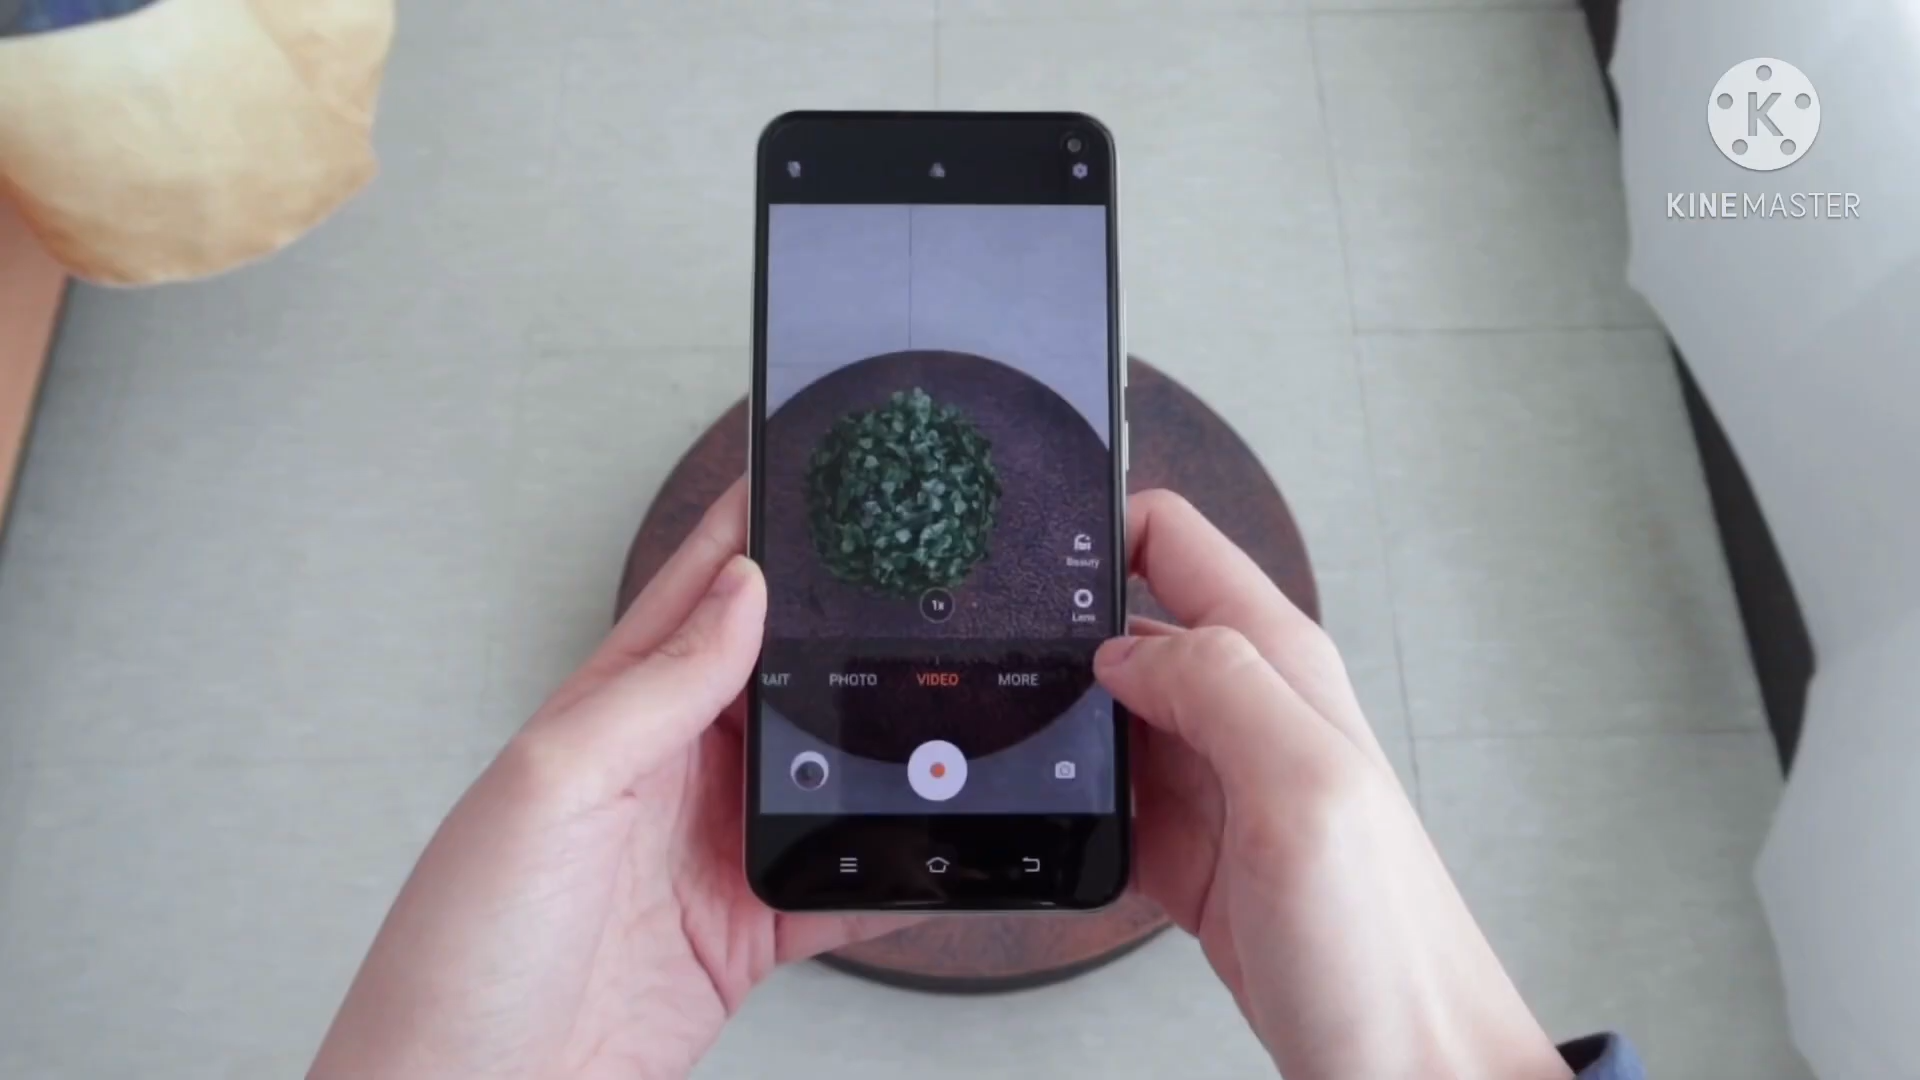 K
KINEMASTER
Beauty
1x
Lens
RAIT PHOTO VIDEO MORE